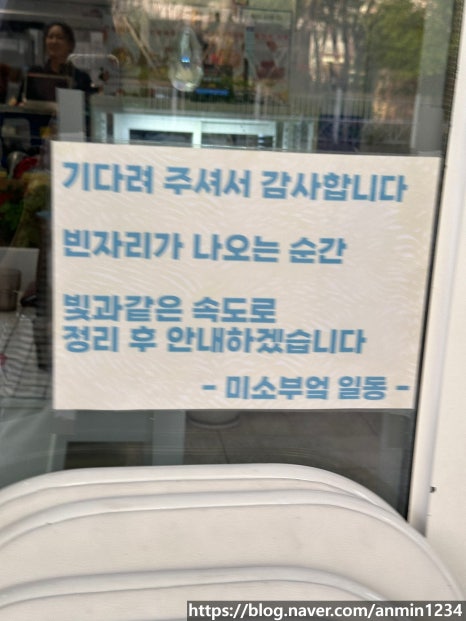 기다려 주셔서 감사합니다
빈자리가 나오는 순간
빛과같은 속도로
정리 후 안내하겠습니다
- 미소부엌 일동 -
https://blog.naver.com/anmin1234